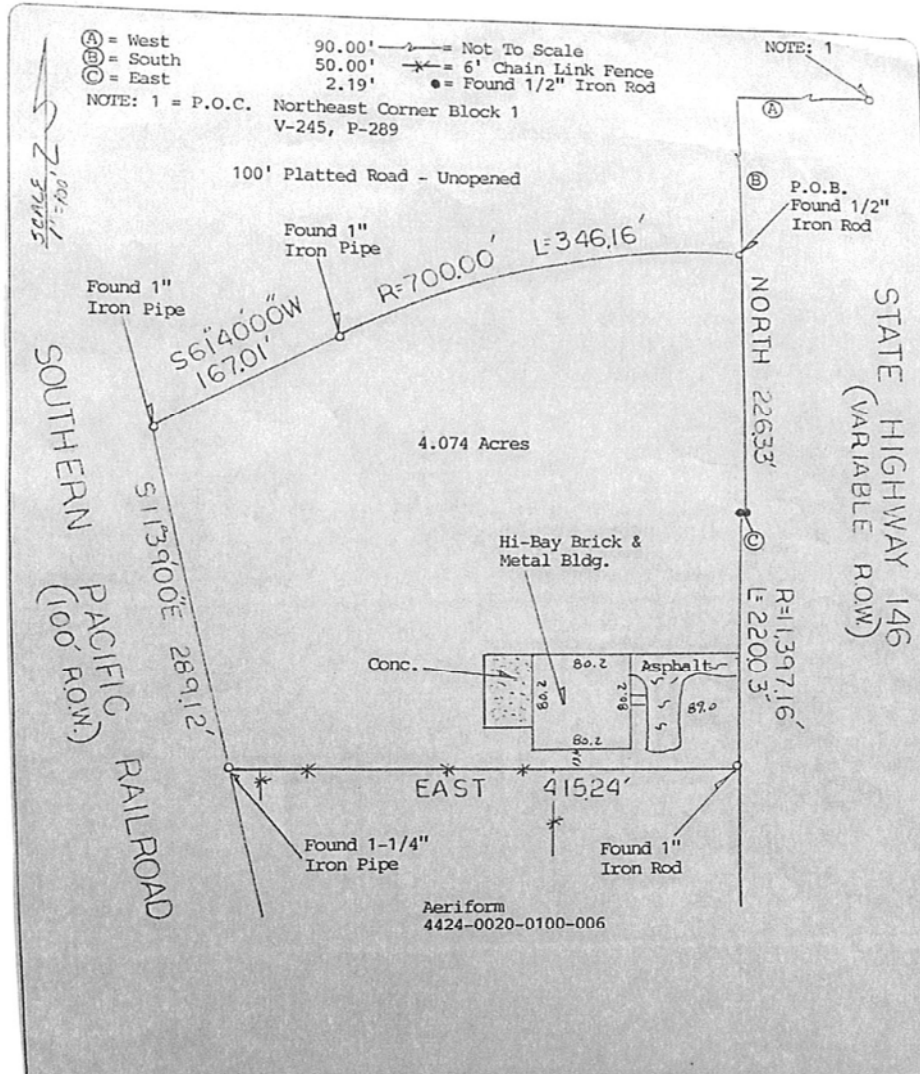 Ⓐ = West 90.00' = Not To Scale
Ⓑ = South 50.00' = 6' Chain Link Fence
Ⓒ = East 2.19' ● = Found 1/2" Iron Rod
NOTE: 1 = P.O.C. Northeast Corner Block 1
V-245, P-289
NOTE: 1
Ⓐ
Ⓑ
SCALE
1"=100'
100' Platted Road - Unopened
P.O.B.
Found 1/2"
Iron Rod
Found 1"
Iron Pipe
R=700.00' L=346.16'
Found 1"
Iron Pipe
S61°40'00"W
167.01'
NORTH 226.33'
STATE HIGHWAY 146
(VARIABLE R.O.W.)
SOUTHERN PACIFIC RAILROAD
(100' R.O.W.)
S11°39'00"E 289.12'
4.074 Acres
Ⓒ
Hi-Bay Brick &
Metal Bldg.
R=11,397.16'
L=2200.3'
Conc.
80.2
Asphalt
80.2
80.2
89.0
80.2
EAST 415.24'
Found 1-1/4"
Iron Pipe
Found 1"
Iron Rod
Aeriform
4424-0020-0100-006